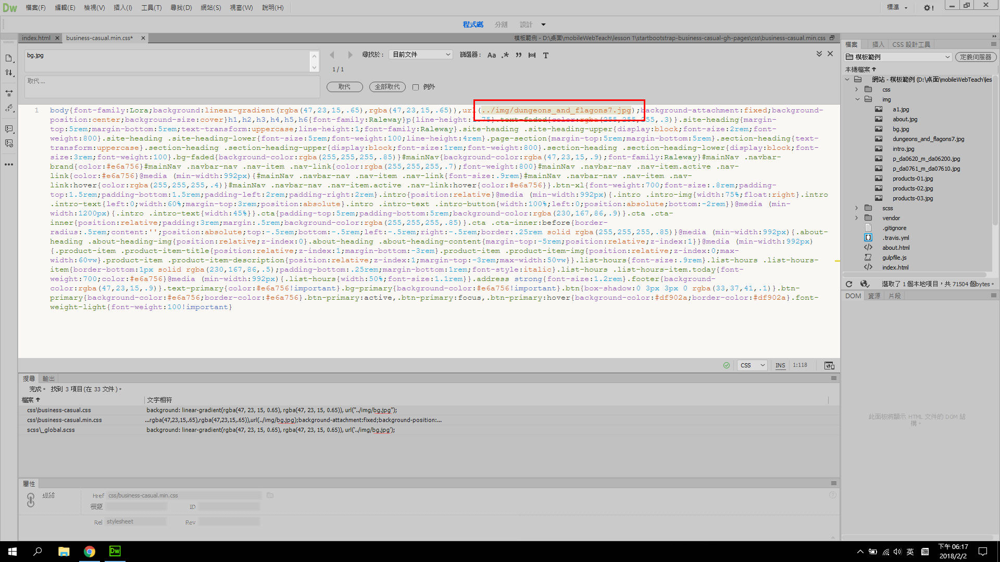 Dw 檔案(F) 編輯(E) 檢視(V) 插入(I) 工具(T) 尋找(D) 網站(S) 視窗(W) 說明(H) 標準
程式碼 分割 設計
index.html business-casual.min.css* 模板範例 - D:\桌面\mobileWebTeach\lesson 1\startbootstrap-business-casual-gh-pages\css\business-casual.min.css
bg.jpg
尋找於： 目前文件 篩選器： Aa .* T
1 / 1
取代 ...
取代 全部取代 例外
1 body{font-family:Lora;background:linear-gradient(rgba(47,23,15,.65),rgba(47,23,15,.65)),url(../img/dungeons_and_flagons7.jpg);background-attachment:fixed;background-
position:center;background-size:cover}h1,h2,h3,h4,h5,h6{font-family:Raleway}p{line-height:1.75}.text-faded{color:rgba(255,255,255,.3)}.site-heading{margin-
top:5rem;margin-bottom:5rem;text-transform:uppercase;line-height:1;font-family:Raleway}.site-heading .site-heading-upper{display:block;font-size:2rem;font-
weight:800}.site-heading .site-heading-lower{font-size:5rem;font-weight:100;line-height:4rem}.page-section{margin-top:5rem;margin-bottom:5rem}.section-heading{text-
transform:uppercase}.section-heading .section-heading-upper{display:block;font-size:1rem;font-weight:800}.section-heading .section-heading-lower{display:block;font-
size:3rem;font-weight:100}.bg-faded{background-color:rgba(255,255,255,.85)}#mainNav{background-color:rgba(47,23,15,.9);font-family:Raleway}#mainNav .navbar-
brand{color:#e6a756}#mainNav .navbar-nav .nav-item .nav-link{color:rgba(255,255,255,.7);font-weight:800}#mainNav .navbar-nav .nav-item.active .nav-
link{color:#e6a756}@media (min-width:992px){#mainNav .navbar-nav .nav-item .nav-link{font-size:.9rem}#mainNav .navbar-nav .nav-item .nav-
link:hover{color:rgba(255,255,255,.4)}#mainNav .navbar-nav .nav-item.active .nav-link:hover{color:#e6a756}}.btn-xl{font-weight:700;font-size:.8rem;padding-
top:1.5rem;padding-bottom:1.5rem;padding-left:2rem;padding-right:2rem}.intro{position:relative}@media (min-width:992px){.intro .intro-img{width:75%;float:right}.intro
.intro-text{left:0;width:60%;margin-top:3rem;position:absolute}.intro .intro-text .intro-button{width:100%;left:0;position:absolute;bottom:-2rem}}@media (min-
width:1200px){.intro .intro-text{width:45%}}.cta{padding-top:5rem;padding-bottom:5rem;background-color:rgba(230,167,86,.9)}.cta .cta-
inner{position:relative;padding:3rem;margin:.5rem;background-color:rgba(255,255,255,.85)}.cta .cta-inner:before{border-
radius:.5rem;content:'';position:absolute;top:-.5rem;bottom:-.5rem;left:-.5rem;right:-.5rem;border:.25rem solid rgba(255,255,255,.85)}@media (min-width:992px){.about-
heading .about-heading-img{position:relative;z-index:0}.about-heading .about-heading-content{margin-top:-5rem;position:relative;z-index:1}}@media (min-width:992px)
{.product-item .product-item-title{position:relative;z-index:1;margin-bottom:-3rem}.product-item .product-item-img{position:relative;z-index:0;max-
width:60vw}.product-item .product-item-description{position:relative;z-index:1;margin-top:-3rem;max-width:50vw}}.list-hours{font-size:.9rem}.list-hours .list-hours-
item{border-bottom:1px solid rgba(230,167,86,.5);padding-bottom:.25rem;margin-bottom:1rem;font-style:italic}.list-hours .list-hours-item.today{font-
weight:700;color:#e6a756}@media (min-width:992px){.list-hours{width:50%;font-size:1.1rem}}.address strong{font-size:1.2rem}.footer{background-
color:rgba(47,23,15,.9)}.text-primary{color:#e6a756!important}.bg-primary{background-color:#e6a756!important}.btn{box-shadow:0 3px 3px 0 rgba(33,37,41,.1)}.btn-
primary{background-color:#e6a756;border-color:#e6a756}.btn-primary:active,.btn-primary:focus,.btn-primary:hover{background-color:#df902a;border-color:#df902a}.font-
weight-light{font-weight:100!important}
CSS INS 1:118
搜尋 輸出
完成。 找到 3 項目(在 33 文件)。
檔案 文字相符
css\business-casual.css background: linear-gradient(rgba(47, 23, 15, 0.65), rgba(47, 23, 15, 0.65)), url("../img/bg.jpg");
css\business-casual.min.css ...rgba(47,23,15,.65),rgba(47,23,15,.65)),url(../img/bg.jpg);background-attachment:fixed;background-position:...
scss\_global.scss background: linear-gradient(rgba(47, 23, 15, 0.65), rgba(47, 23, 15, 0.65)), url('../img/bg.jpg');
屬性
連結 Href css/business-casual.min.css
標題 ID
Rel stylesheet Rev
檔案 插入 CSS 設計工具
模板範例 定義伺服器
本機檔案
網站 - 模板範例 (D:\桌面\mobileWebTeach\les
css
img
a1.jpg
about.jpg
bg.jpg
dungeons_and_flagons7.jpg
intro.jpg
p_da0620_m_da06200.jpg
p_da0761_m_da07610.jpg
products-01.jpg
products-02.jpg
products-03.jpg
scss
vendor
.gitignore
.travis.yml
about.html
gulpfile.js
index.html
選取了 1 個本地項目，共 71504 個bytes。
DOM 資源 片段
此面板將顯示 HTML 文件的 DOM 結
構。
Dw 英 下午 06:17
2018/2/2